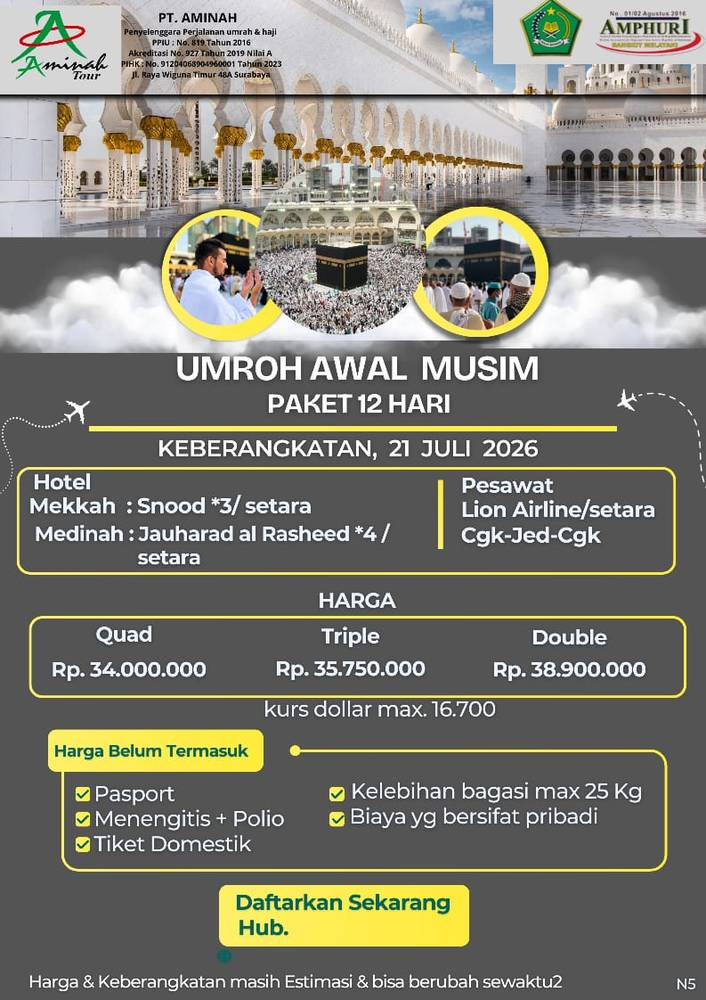 Aminah
Tour
PT. AMINAH
Penyelenggara Perjalanan umrah & haji
PPIU : No. 819 Tahun 2016
Akreditasi No. 927 Tahun 2019 Nilai A
PIHK : No. 91204068904960001 Tahun 2023
Jl. Raya Wiguna Timur 48A Surabaya
No . 01/02 Agustus 2016
AMPHURI
UMROH AWAL MUSIM
PAKET 12 HARI
KEBERANGKATAN, 21 JULI 2026
Hotel
Mekkah : Snood *3/ setara
Medinah : Jauharad al Rasheed *4 /
setara
Pesawat
Lion Airline/setara
Cgk-Jed-Cgk
HARGA
Quad
Rp. 34.000.000
Triple
Rp. 35.750.000
Double
Rp. 38.900.000
kurs dollar max. 16.700
Harga Belum Termasuk
Pasport
Menengitis + Polio
Tiket Domestik
Kelebihan bagasi max 25 Kg
Biaya yg bersifat pribadi
Daftarkan Sekarang
Hub.
Harga & Keberangkatan masih Estimasi & bisa berubah sewaktu2
N5